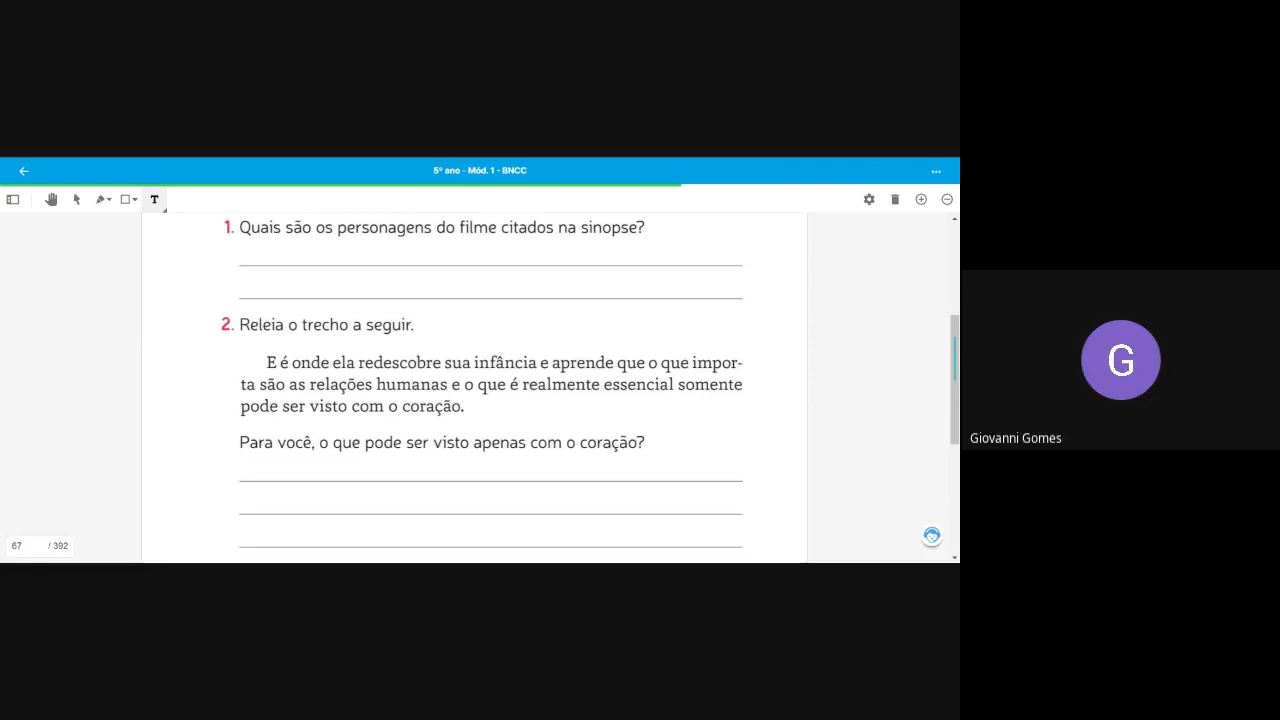 5º ano - Mód. 1 - BNCC
T
1. Quais são os personagens do filme citados na sinopse?
2. Releia o trecho a seguir.
E é onde ela redescobre sua infância e aprende que o que impor-
ta são as relações humanas e o que é realmente essencial somente
pode ser visto com o coração.
Para você, o que pode ser visto apenas com o coração?
67 / 392
G
Giovanni Gomes